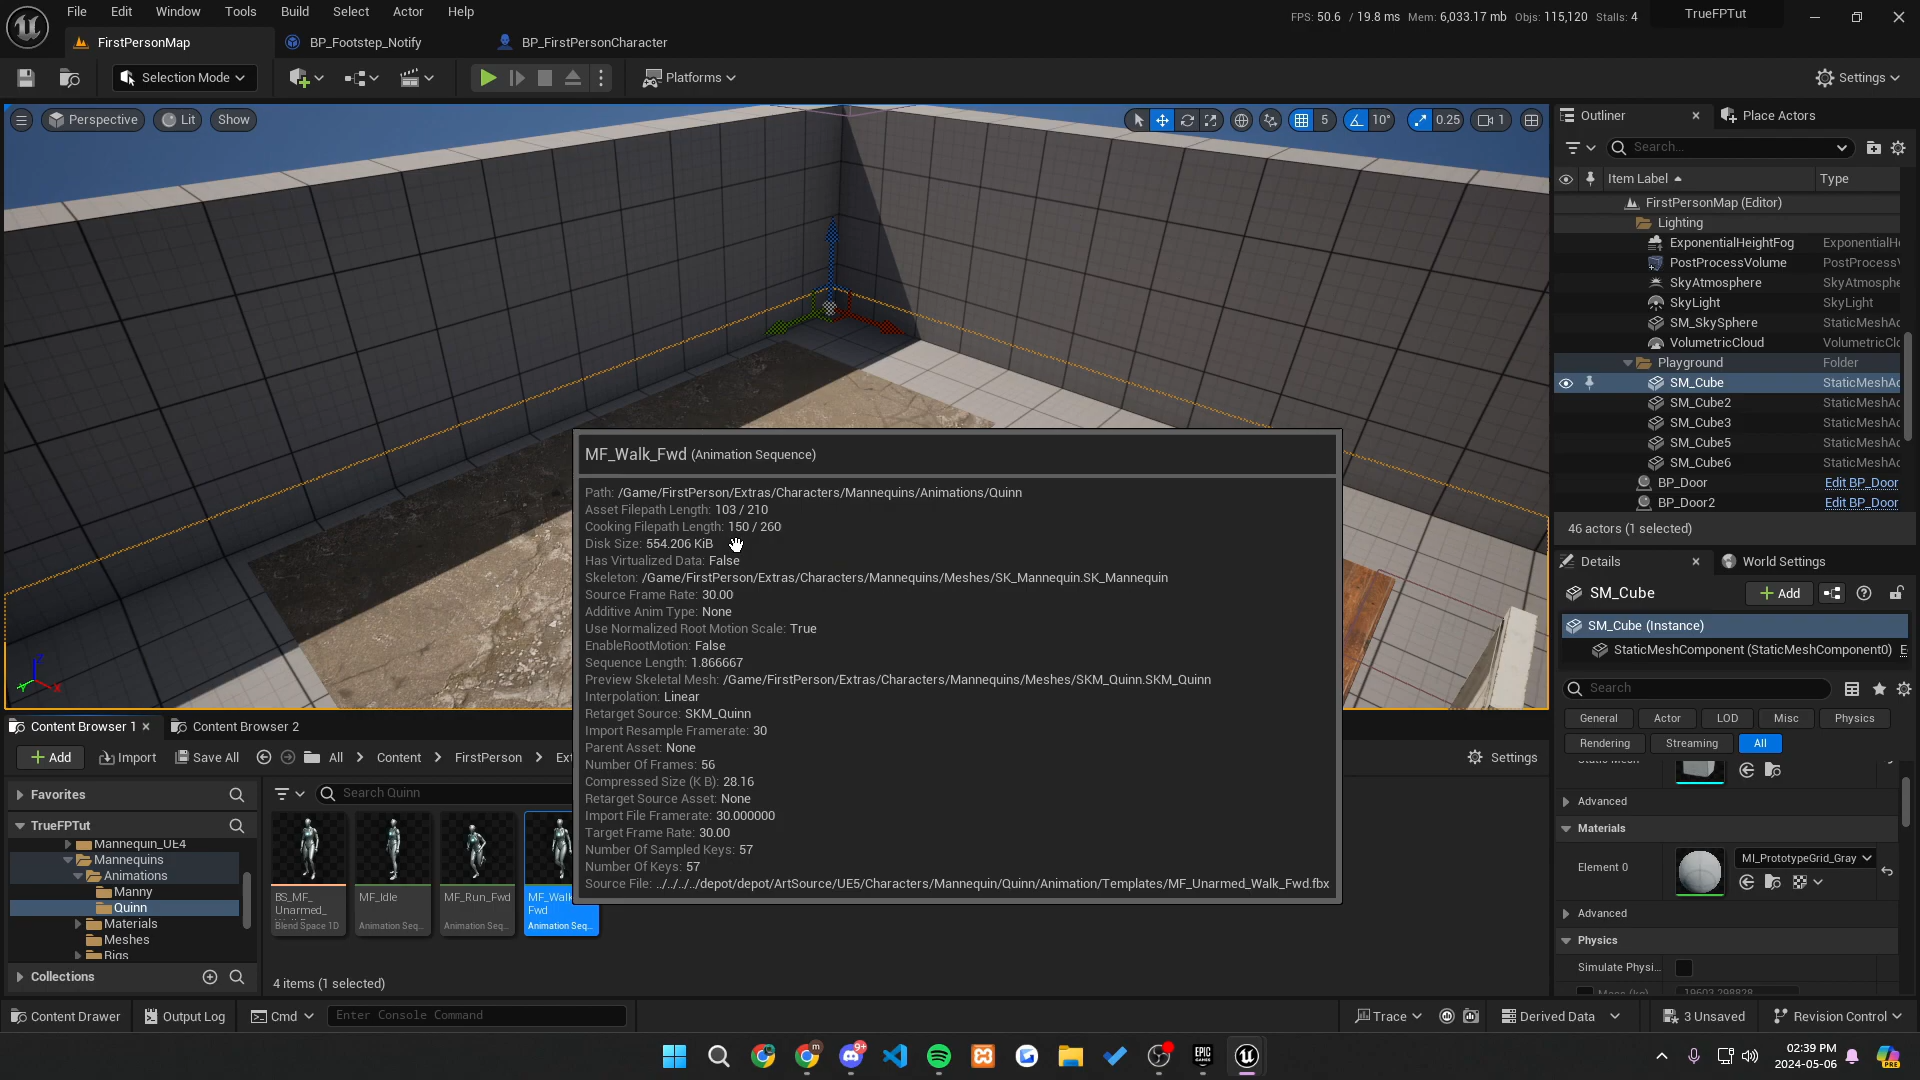 File Edit Window Tools Build Select Actor Help
FPS: 50.6 / 19.8 ms Mem: 6,033.17 mb Objs: 115,120 Stalls: 4
TrueFPTut
FirstPersonMap
BP_Footstep_Notify
BP_FirstPersonCharacter
Selection Mode
Platforms
Settings
Perspective
Lit
Show
5
10°
0.25
1
Outliner
Place Actors
Search...
Item Label
Type
FirstPersonMap (Editor)
Lighting
ExponentialHeightFog ExponentialH
PostProcessVolume PostProcessV
SkyAtmosphere SkyAtmosphe
SkyLight SkyLight
SM_SkySphere StaticMeshAc
VolumetricCloud VolumetricClo
Playground Folder
SM_Cube StaticMeshAc
SM_Cube2 StaticMeshAc
SM_Cube3 StaticMeshAc
SM_Cube5 StaticMeshAc
SM_Cube6 StaticMeshAc
BP_Door Edit BP_Door
BP_Door2 Edit BP_Door
46 actors (1 selected)
Details
World Settings
SM_Cube
Add
SM_Cube (Instance)
StaticMeshComponent (StaticMeshComponent0) E
Search
General Actor LOD Misc Physics
Rendering Streaming All
Advanced
Materials
Element 0
MI_PrototypeGrid_Gray
Advanced
Physics
Simulate Physi...
MF_Walk_Fwd (Animation Sequence)
Path: /Game/FirstPerson/Extras/Characters/Mannequins/Animations/Quinn
Asset Filepath Length: 103 / 210
Cooking Filepath Length: 150 / 260
Disk Size: 554.206 KiB
Has Virtualized Data: False
Skeleton: /Game/FirstPerson/Extras/Characters/Mannequins/Meshes/SK_Mannequin.SK_Mannequin
Source Frame Rate: 30.00
Additive Anim Type: None
Use Normalized Root Motion Scale: True
EnableRootMotion: False
Sequence Length: 1.866667
Preview Skeletal Mesh: /Game/FirstPerson/Extras/Characters/Mannequins/Meshes/SKM_Quinn.SKM_Quinn
Interpolation: Linear
Retarget Source: SKM_Quinn
Import Resample Framerate: 30
Parent Asset: None
Number Of Frames: 56
Compressed Size (K B): 28.16
Retarget Source Asset: None
Import File Framerate: 30.000000
Target Frame Rate: 30.00
Number Of Sampled Keys: 57
Number Of Keys: 57
Source File: ../../../../depot/depot/ArtSource/UE5/Characters/Mannequin/Quinn/Animation/Templates/MF_Unarmed_Walk_Fwd.fbx
Content Browser 1
Content Browser 2
Add
Import
Save All
All
Content
FirstPerson
Ext
Settings
Favorites
TrueFPTut
Mannequin_UE4
Mannequins
Animations
Manny
Quinn
Materials
Meshes
Rigs
Collections
Search Quinn
BS_MF_
Unarmed_
Blend Space 1D
MF_Idle
Animation Seq...
MF_Run_Fwd
Animation Seq...
MF_Walk
Fwd
Animation Seq...
4 items (1 selected)
Content Drawer
Output Log
Cmd
Enter Console Command
Trace
Derived Data
3 Unsaved
Revision Control
9+
m
EPIC
GAMES
02:39 PM
2024-05-06
PRE